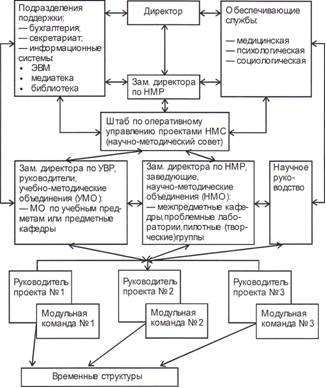 Подразделения
поддержки:
— бухгалтерия;
— секретариат;
— информационные
системы:
• ЭВМ
• медиатека
• библиотека
Директор
Обеспечивающие
службы:
— медицинская
— психологическая
— социологическая
Зам. директора
по НМР
Штаб по оперативному
управлению проектами НМС
(научно-методический совет)
Зам. директора по УВР,
руководители,
учебно-методические
объединения (УМО):
— МО по учебным пред-
метам или предметные
кафедры
Зам. директора по НМР,
заведующие,
научно-методические
объединения (НМО):
— межпредметные кафе-
дры,проблемные лабо-
ратории,пилотные (твор-
ческие)группы
Научное
руко-
водство
Руководитель
проекта №1
Модульная
команда №1
Руководитель
проекта №2
Модульная
команда №2
Руководитель
проекта №3
Модульная
команда №3
Временные структуры